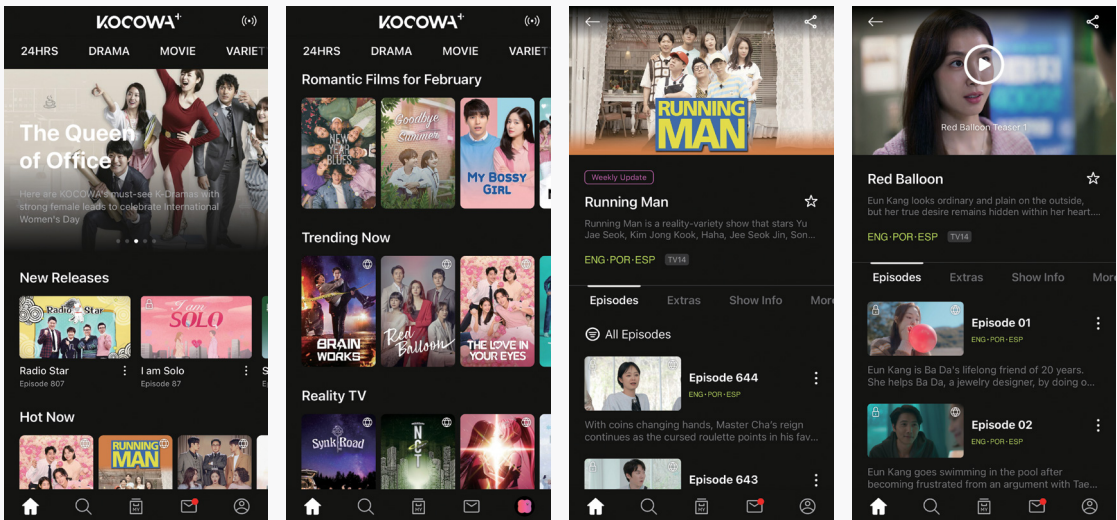 KOCOWA+
24HRS DRAMA MOVIE VARIET
The Queen
of Office
Here are KOCOWA's must-see K-Dramas with
strong female leads to celebrate International
Women's Day
New Releases
Radio Star
I am
SOLO
Radio Star
Episode 807
I am Solo
Episode 87
S
Hot Now
RUNNING
MAN
MY
KOCOWA+
24HRS DRAMA MOVIE VARIET
Romantic Films for February
NEW
YEAR
BLUES
Goodbye
Summer
MY BOSSY
GIRL
Trending Now
BRAIN
WORKS
Red
Balloon
THE LOVE IN
YOUR EYES
Reality TV
Synk Road
NCT
MY
RUNNING
MAN
Weekly Update
Running Man
Running Man is a reality-variety show that stars Yu
Jae Seok, Kim Jong Kook, Haha, Jee Seok Jin, Son...
ENG·POR·ESP TV14
Episodes Extras Show Info More
All Episodes
Episode 644
ENG·POR·ESP
With coins changing hands, Master Cha's reign
continues as the cursed roulette points in his fav...
Episode 643
MY
Red Balloon Teaser 1
Red Balloon
Eun Kang looks ordinary and plain on the outside,
but her true desire remains hidden within her heart....
ENG·POR·ESP TV14
Episodes Extras Show Info More
Episode 01
ENG·POR·ESP
Eun Kang is Ba Da's lifelong friend of 20 years.
She helps Ba Da, a jewelry designer, by doing o...
Episode 02
ENG·POR·ESP
Eun Kang goes swimming in the pool after
becoming frustrated from an argument with Tae...
MY